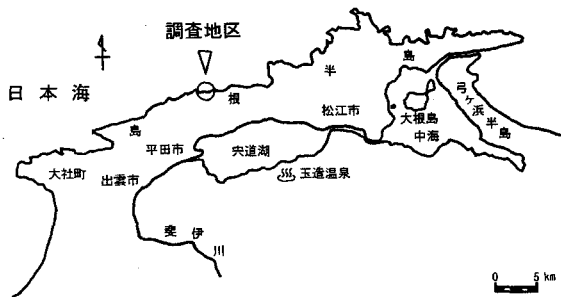 調査地区
日本海
島根半島
松江市
大根島
中海
弓ヶ浜半島
平田市
宍道湖
大社町
出雲市
玉造温泉
斐伊川
0 5 km